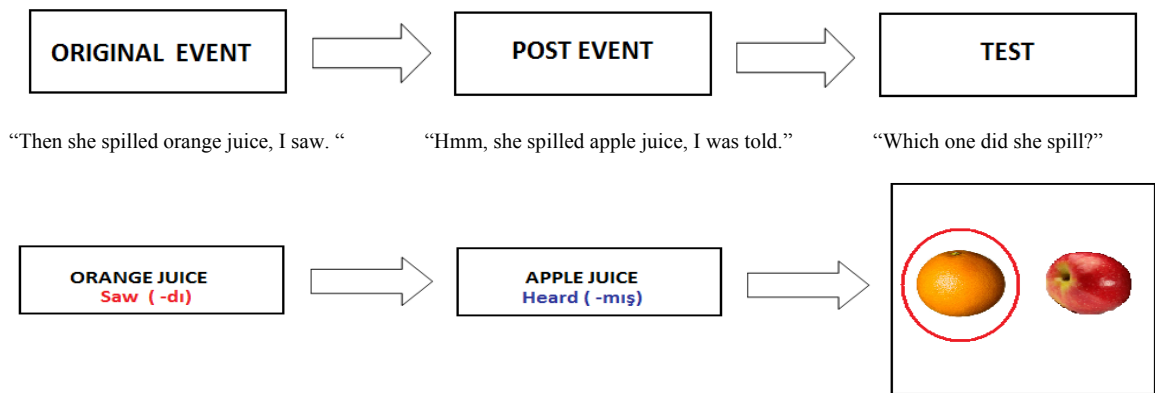 ORIGINAL EVENT
POST EVENT
TEST
“Then she spilled orange juice, I saw. “
“Hmm, she spilled apple juice, I was told.”
“Which one did she spill?”
ORANGE JUICE
Saw ( -dı)
APPLE JUICE
Heard ( -mış)